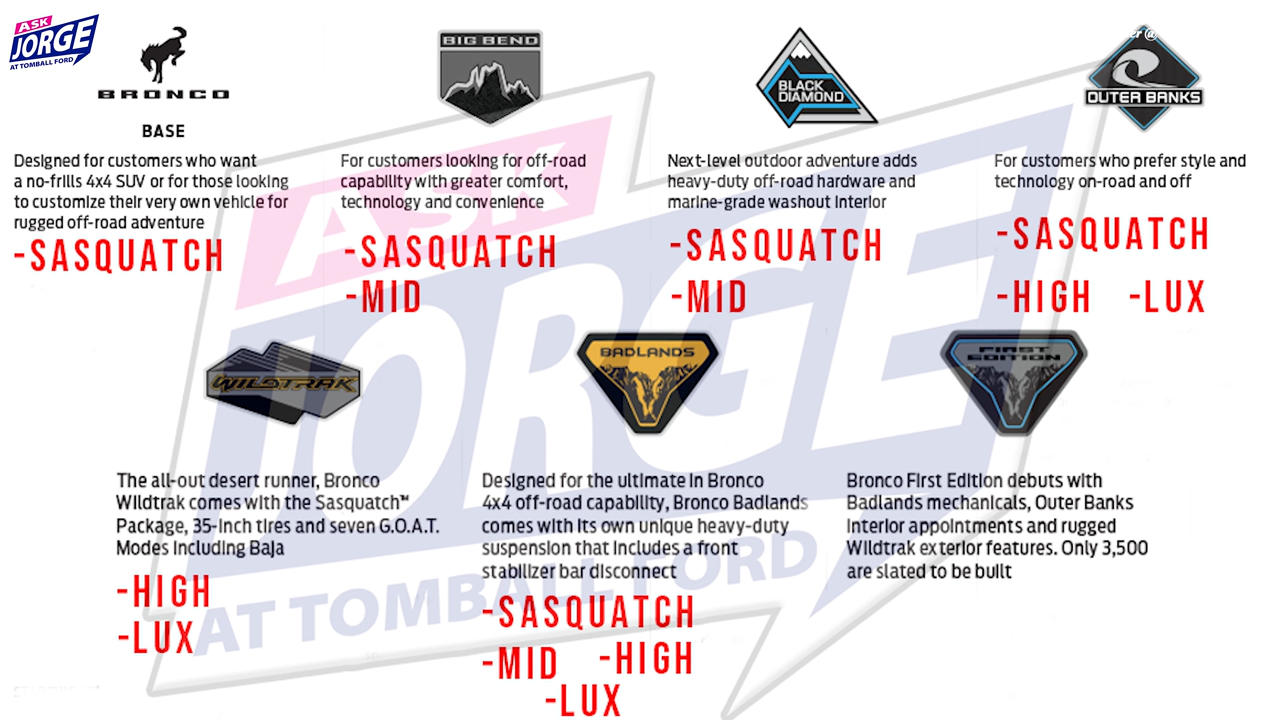 ASK
JORGE
AT TOMBALL FORD
BRONCO
BASE
Designed for customers who want
a no-frills 4x4 SUV or for those looking
to customize their very own vehicle for
rugged off-road adventure
-SASQUATCH
BIG BEND
For customers looking for off-road
capability with greater comfort,
technology and convenience
-SASQUATCH
-MID
BLACK
DIAMOND
Next-level outdoor adventure adds
heavy-duty off-road hardware and
marine-grade washout interior
-SASQUATCH
-MID
OUTER BANKS
For customers who prefer style and
technology on-road and off
-SASQUATCH
-HIGH -LUX
WILDTRAK
The all-out desert runner, Bronco
Wildtrak comes with the Sasquatch™
Package, 35-inch tires and seven G.O.A.T.
Modes including Baja
-HIGH
-LUX
BADLANDS
Designed for the ultimate in Bronco
4x4 off-road capability, Bronco Badlands
comes with its own unique heavy-duty
suspension that includes a front
stabilizer bar disconnect
-SASQUATCH
-MID -HIGH
-LUX
FIRST
EDITION
Bronco First Edition debuts with
Badlands mechanicals, Outer Banks
interior appointments and rugged
Wildtrak exterior features. Only 3,500
are slated to be built
ASK
JORGE
AT TOMBALL FORD